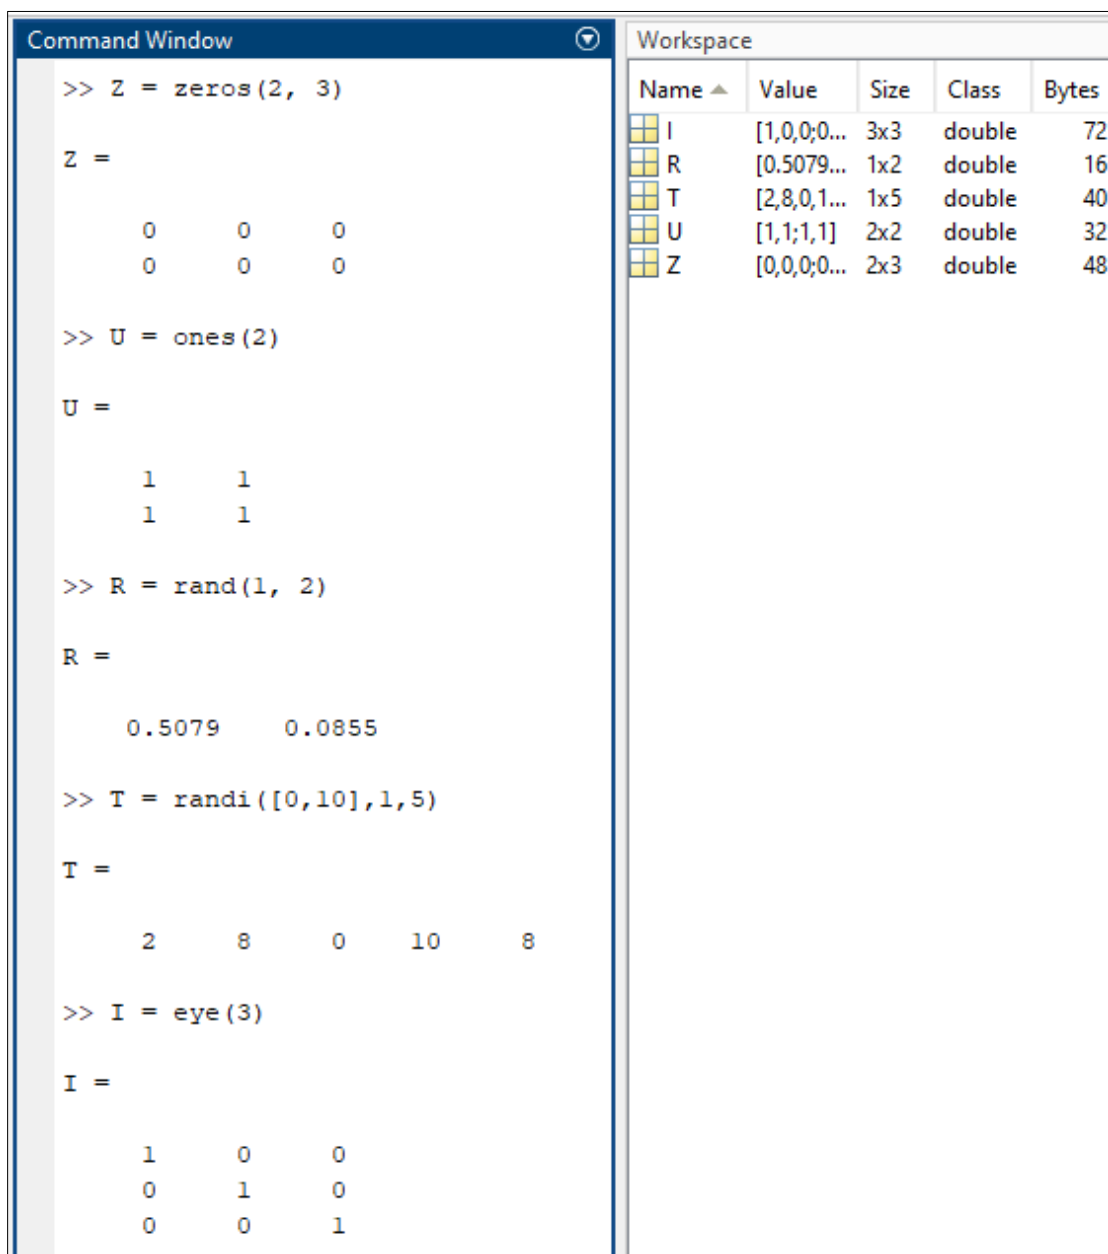 Command Window
>> Z = zeros(2, 3)
Z =
0 0 0
0 0 0
>> U = ones(2)
U =
1 1
1 1
>> R = rand(1, 2)
R =
0.5079 0.0855
>> T = randi([0,10],1,5)
T =
2 8 0 10 8
>> I = eye(3)
I =
1 0 0
0 1 0
0 0 1
Workspace
Name Value Size Class Bytes
I [1,0,0;0... 3x3 double 72
R [0.5079... 1x2 double 16
T [2,8,0,1... 1x5 double 40
U [1,1;1,1] 2x2 double 32
Z [0,0,0;0... 2x3 double 48